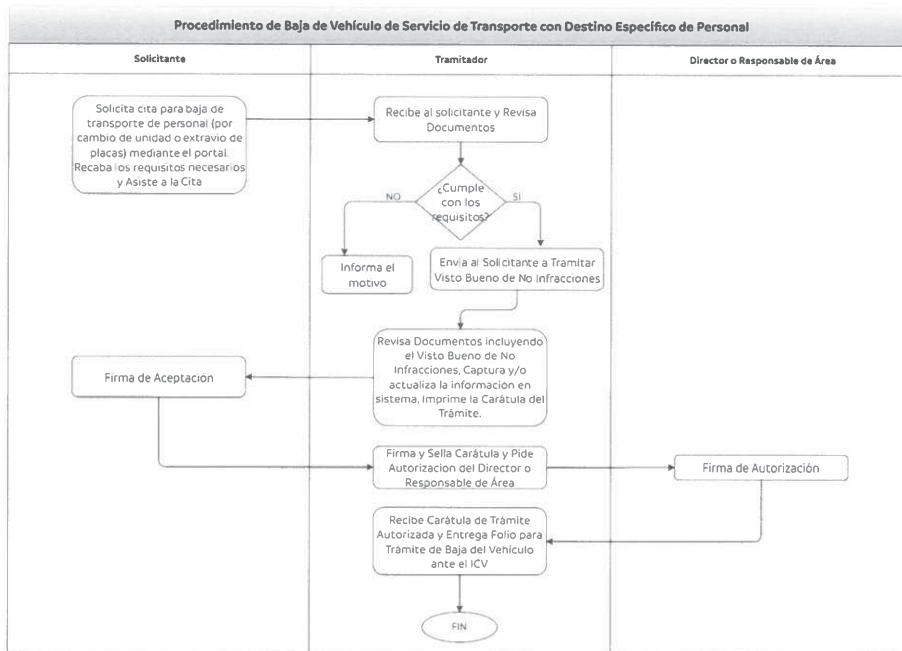 Procedimiento de Baja de Vehículo de Servicio de Transporte con Destino Específico de Personal
Solicitante
Tramitador
Director o Responsable de Área
Solicita cita para baja de
transporte de personal (por
cambio de unidad o extravio de
placas) mediante el portal.
Recaba los requisitos necesarios
y Asiste a la Cita
Recibe al solicitante y Revisa
Documentos
¿Cumple
con los
requisitos?
NO
SI
Informa el
motivo
Envia al Solicitante a Tramitar
Visto Bueno de No Infracciones
Revisa Documentos incluyendo
el Visto Bueno de No
Infracciones, Captura y/o
actualiza la información en
sistema, Imprime la Carátula del
Trámite.
Firma de Aceptación
Firma y Sella Carátula y Pide
Autorizacion del Director o
Responsable de Área
Firma de Autorización
Recibe Carátula de Trámite
Autorizada y Entrega Folio para
Trámite de Baja del Vehículo
ante el ICV
FIN